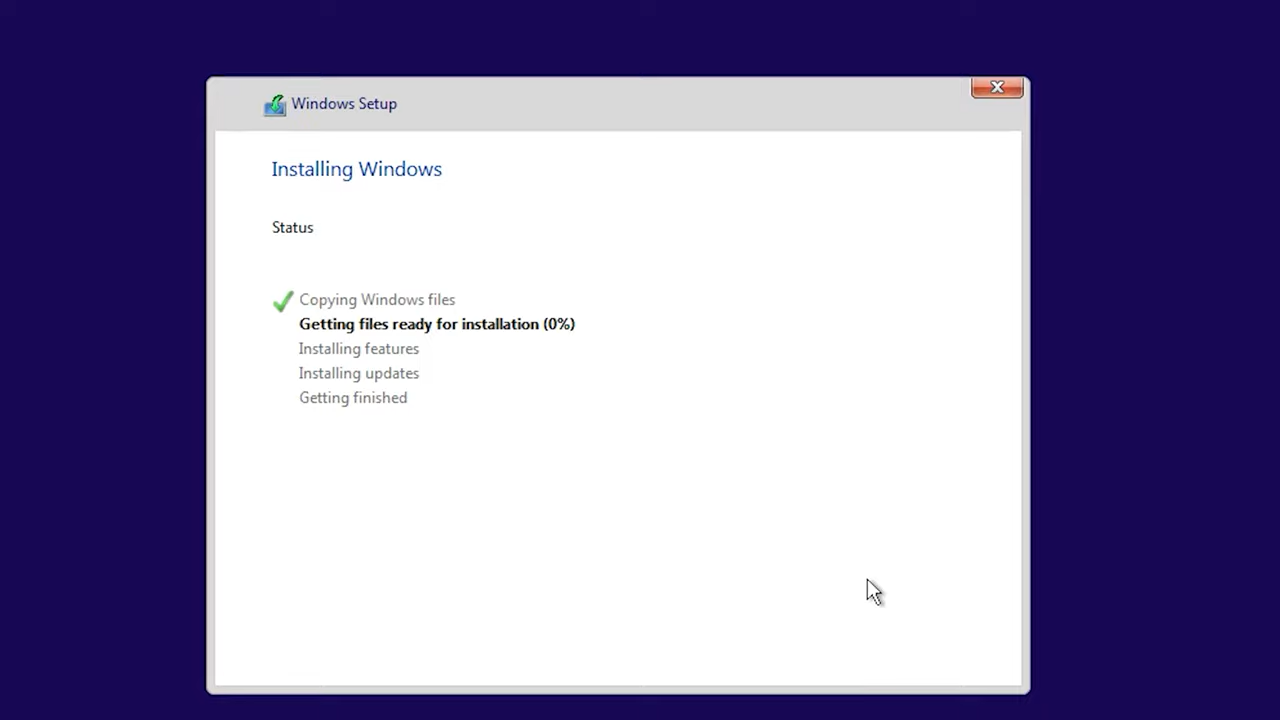 Windows Setup
Installing Windows
Status
Copying Windows files
Getting files ready for installation (0%)
Installing features
Installing updates
Getting finished